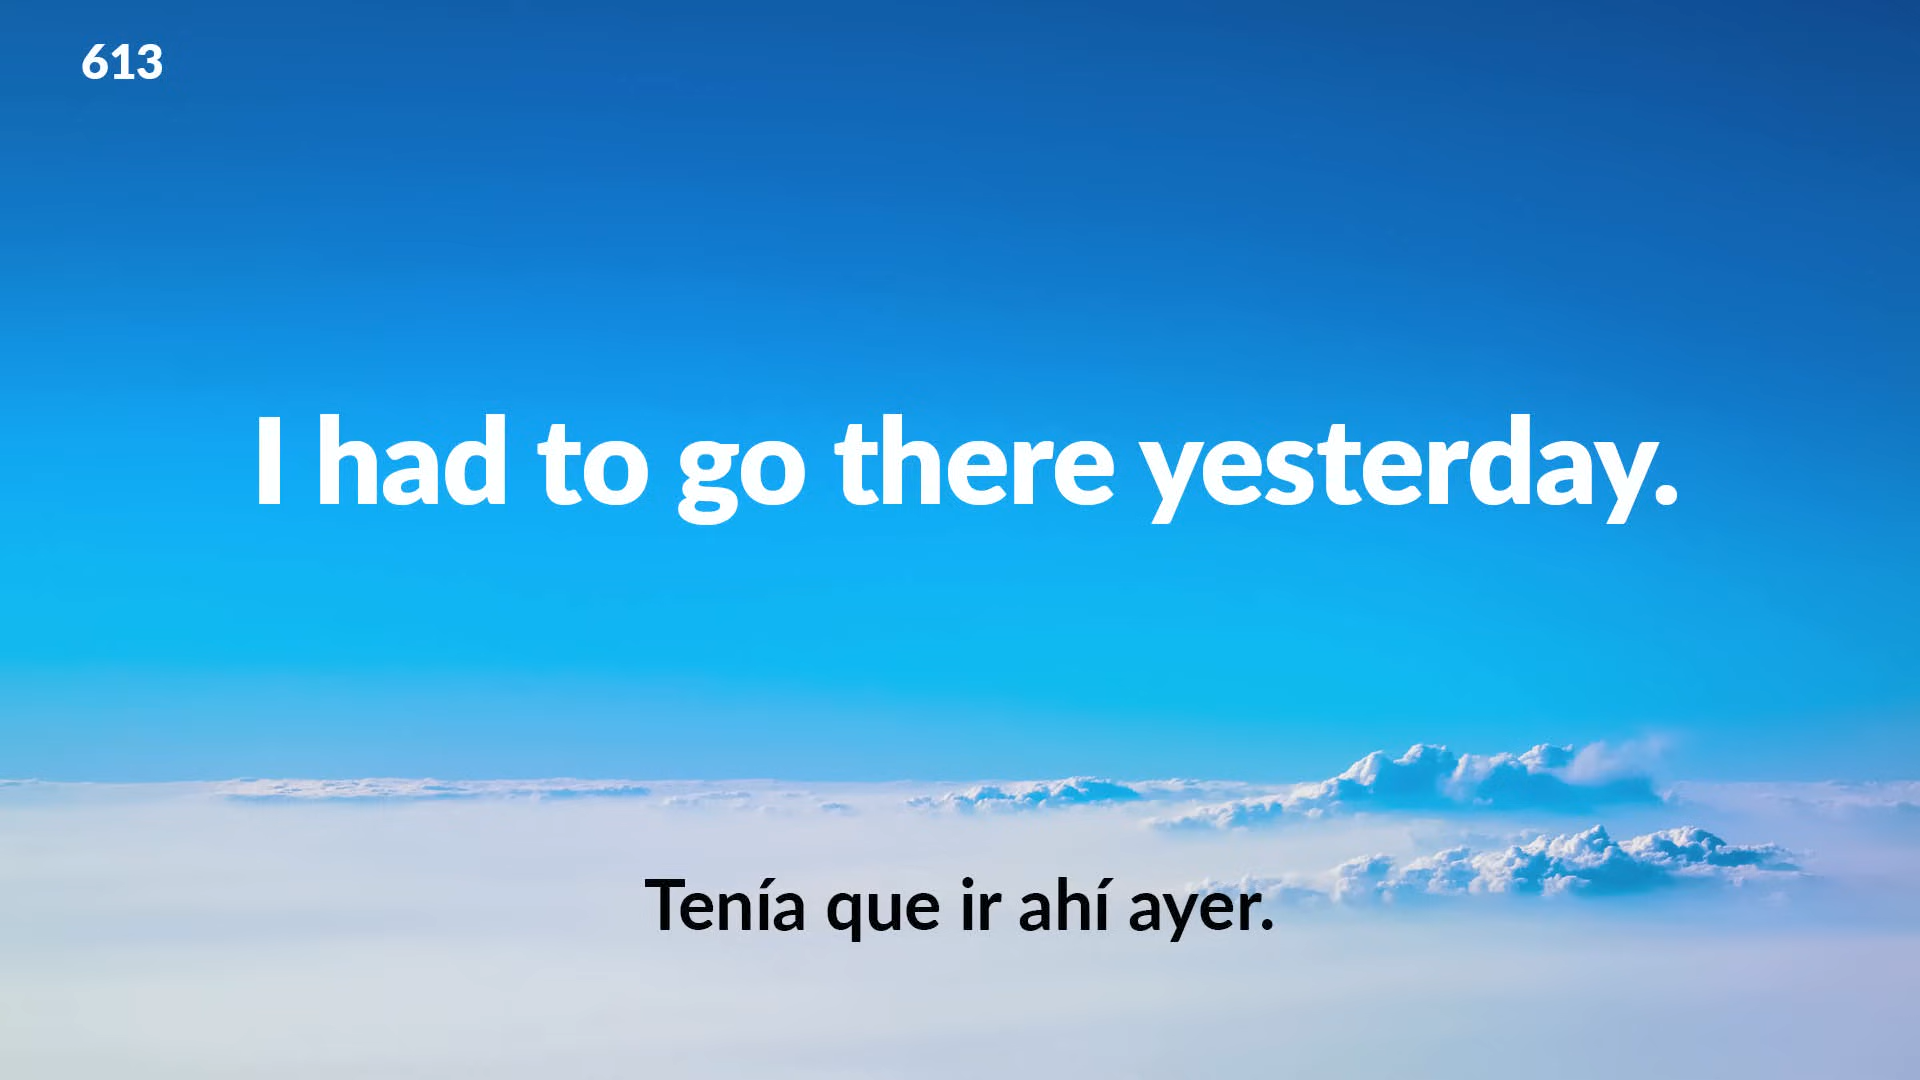 613
I had to go there yesterday.
Tenía que ir ahí ayer.